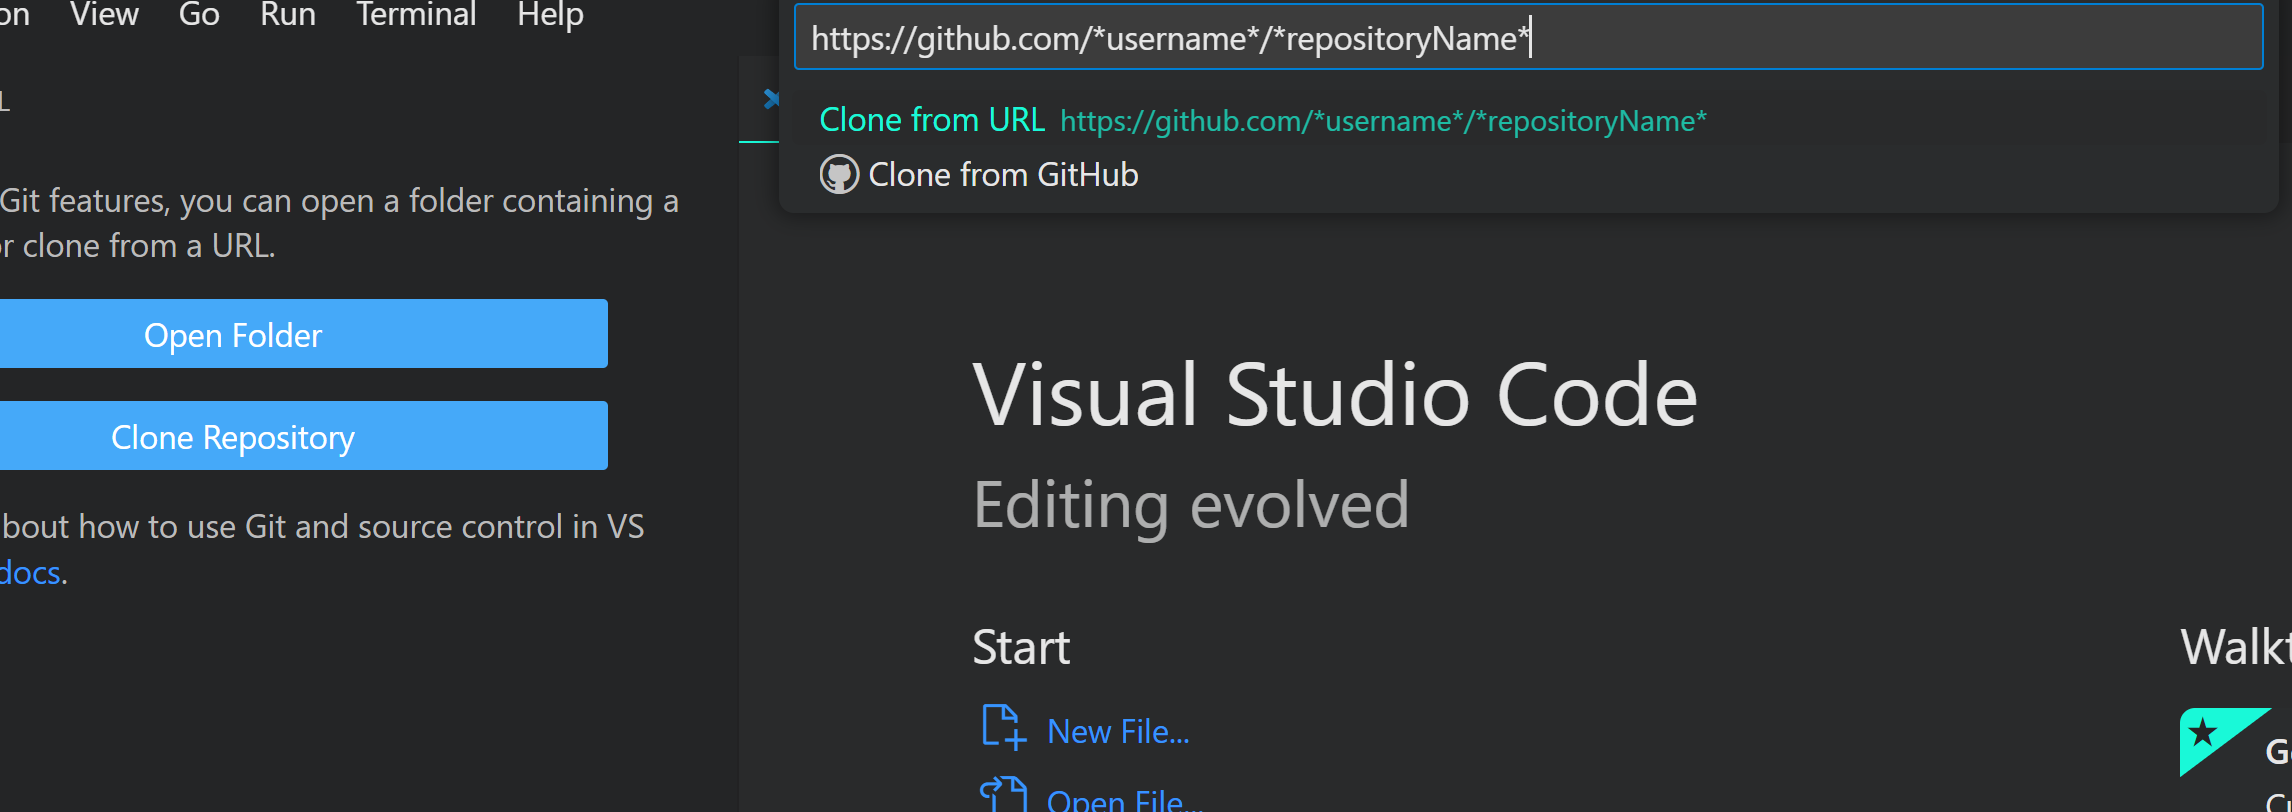 on View Go Run Terminal Help
https://github.com/*username*/*repositoryName*
L
Clone from URL https://github.com/*username*/*repositoryName*
Clone from GitHub
Git features, you can open a folder containing a
or clone from a URL.
Open Folder
Clone Repository
bout how to use Git and source control in VS
docs.
Visual Studio Code
Editing evolved
Start
New File...
Open File...
Walkt